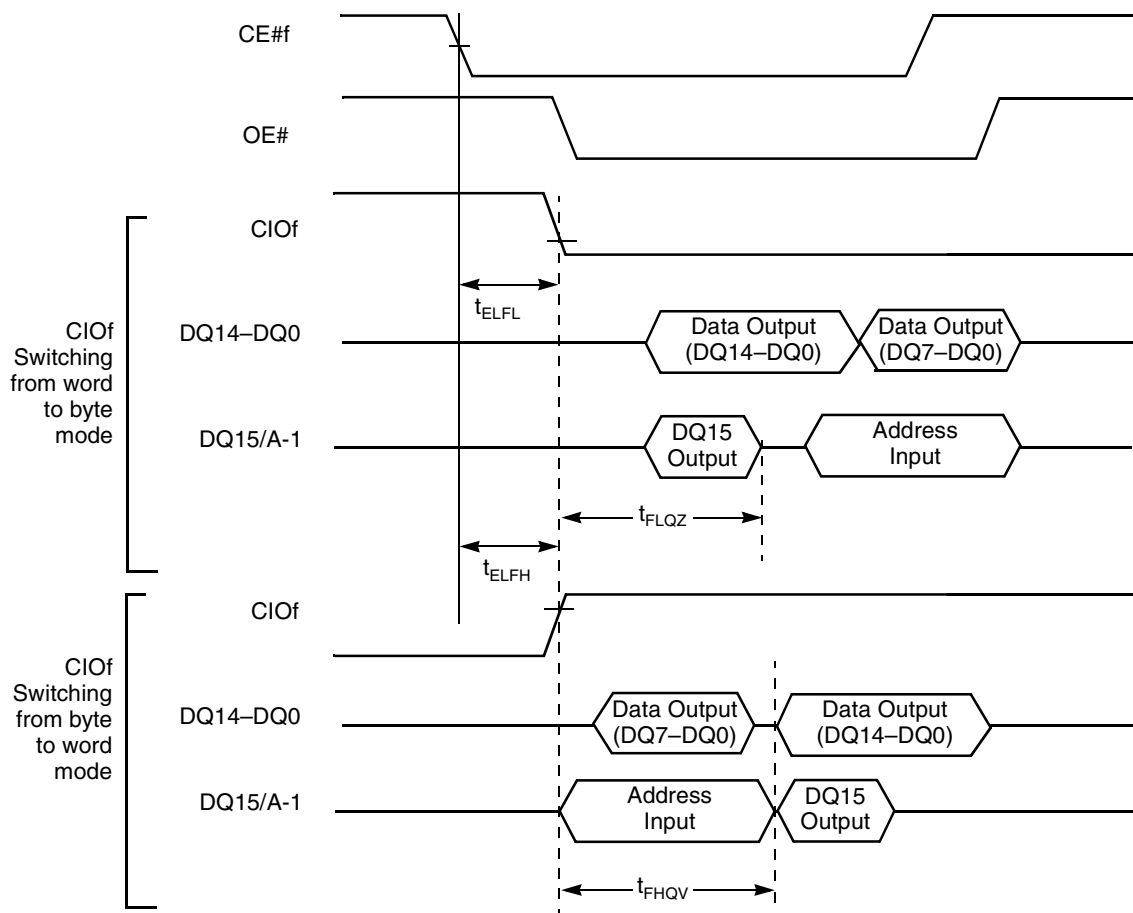 CE#f
OE#
CIOf
tELFL
CIOf
Switching
from word
to byte
mode
DQ14–DQ0
Data Output
(DQ14–DQ0)
Data Output
(DQ7–DQ0)
DQ15/A-1
DQ15
Output
Address
Input
tFLQZ
tELFH
CIOf
CIOf
Switching
from byte
to word
mode
DQ14–DQ0
Data Output
(DQ7–DQ0)
Data Output
(DQ14–DQ0)
DQ15/A-1
Address
Input
DQ15
Output
tFHQV